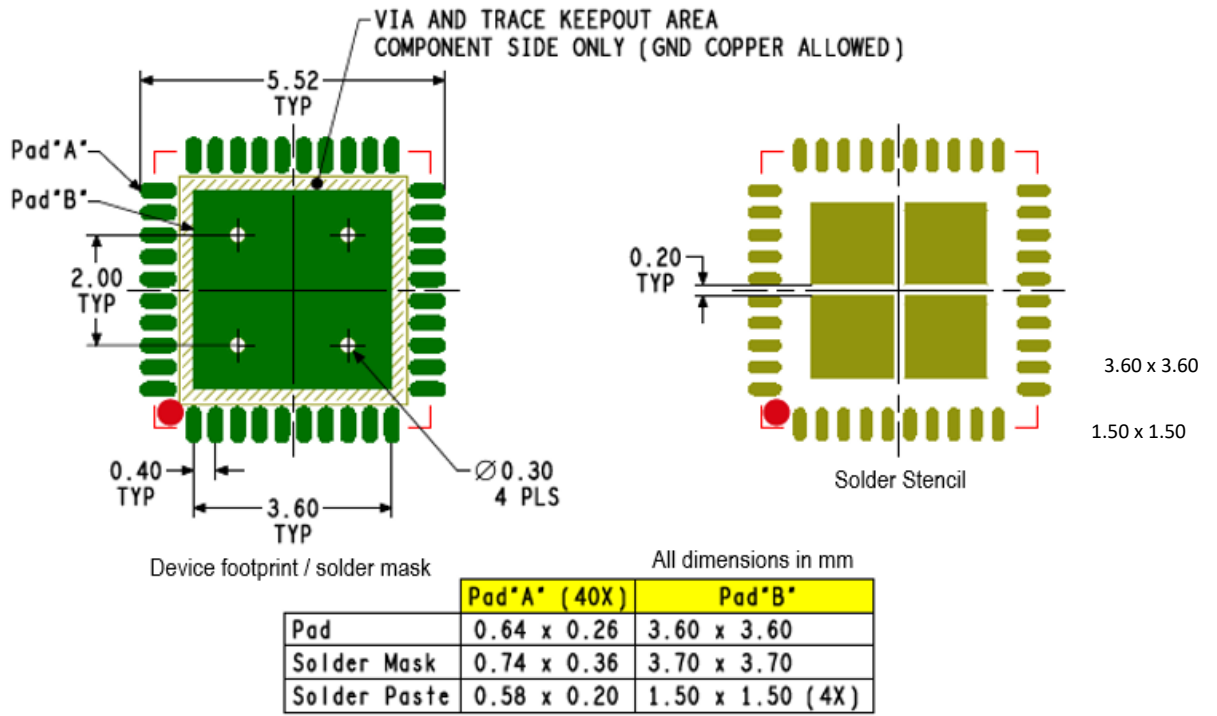 VIA AND TRACE KEEPOUT AREA
COMPONENT SIDE ONLY (GND COPPER ALLOWED)
5.52
TYP
Pad"A"
Pad"B"
2.00
TYP
0.40
TYP
3.60
TYP
Ø0.30
4 PLS
Device footprint / solder mask
0.20
TYP
3.60 x 3.60
1.50 x 1.50
Solder Stencil
All dimensions in mm
Pad"A" (40X) Pad"B"
Pad 0.64 x 0.26 3.60 x 3.60
Solder Mask 0.74 x 0.36 3.70 x 3.70
Solder Paste 0.58 x 0.20 1.50 x 1.50 (4X)